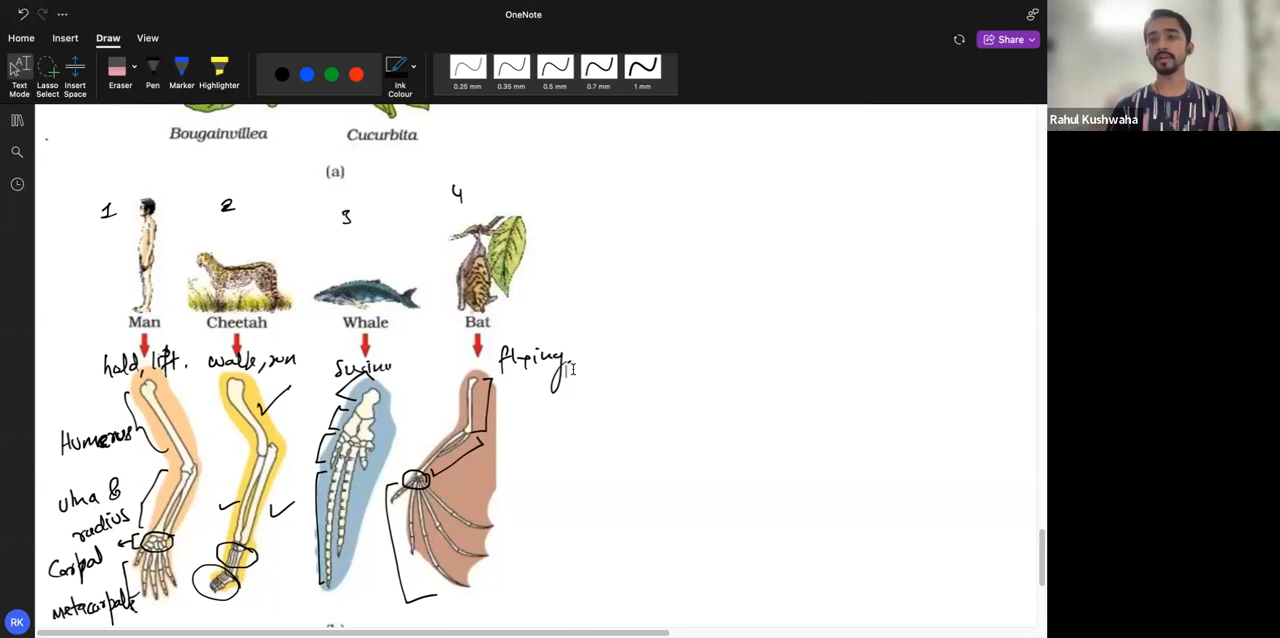 OneNote
Home Insert Draw View
Share
Text Mode
Lasso Select
Insert Space
Eraser
Pen
Marker
Highlighter
Ink Colour
0.25 mm
0.35 mm
0.5 mm
0.7 mm
1 mm
Rahul Kushwaha
Bougainvillea Cucurbita
(a)
1 2 3 4
Man Cheetah Whale Bat
hold, lift. walk, run flying
Humerus
Ulna &
radius
Carpal
metacarpals
RK